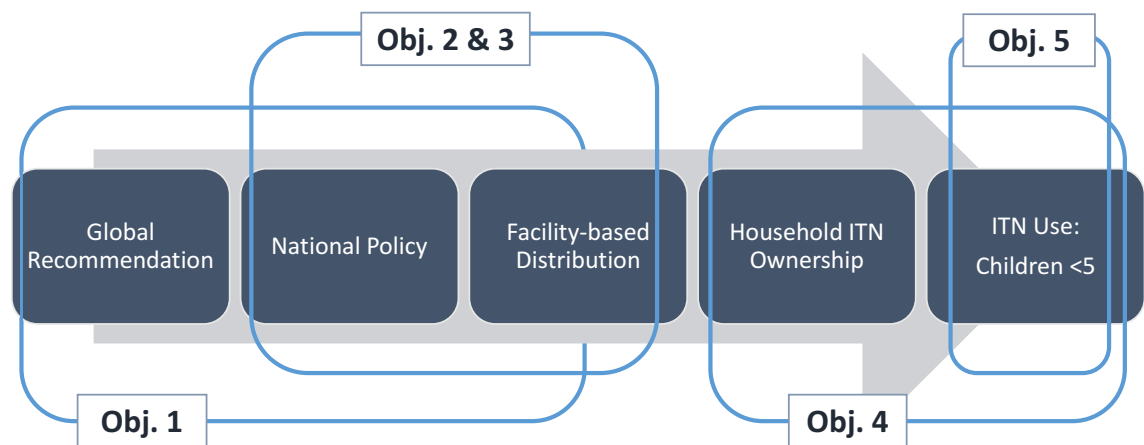 Obj. 2 & 3
Obj. 5
Global
Recommendation
National Policy
Facility-based
Distribution
Household ITN
Ownership
ITN Use:
Children <5
Obj. 1
Obj. 4